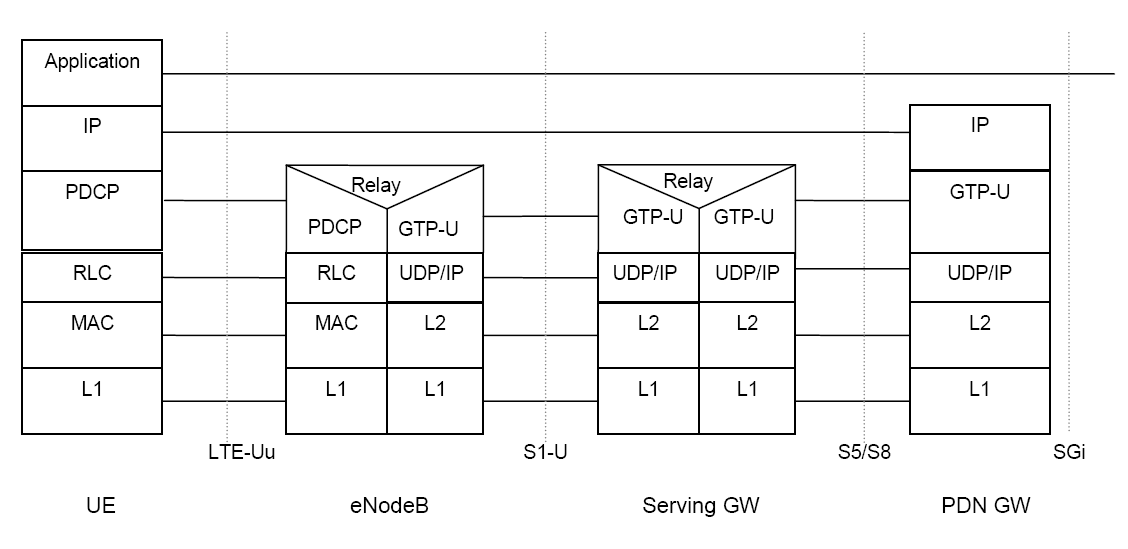 Application
IP
IP
Relay
Relay
PDCP
GTP-U
PDCP
GTP-U
GTP-U
GTP-U
RLC
RLC
UDP/IP
UDP/IP
UDP/IP
UDP/IP
MAC
MAC
L2
L2
L2
L2
L1
L1
L1
L1
L1
L1
LTE-Uu
S1-U
S5/S8
SGi
UE
eNodeB
Serving GW
PDN GW